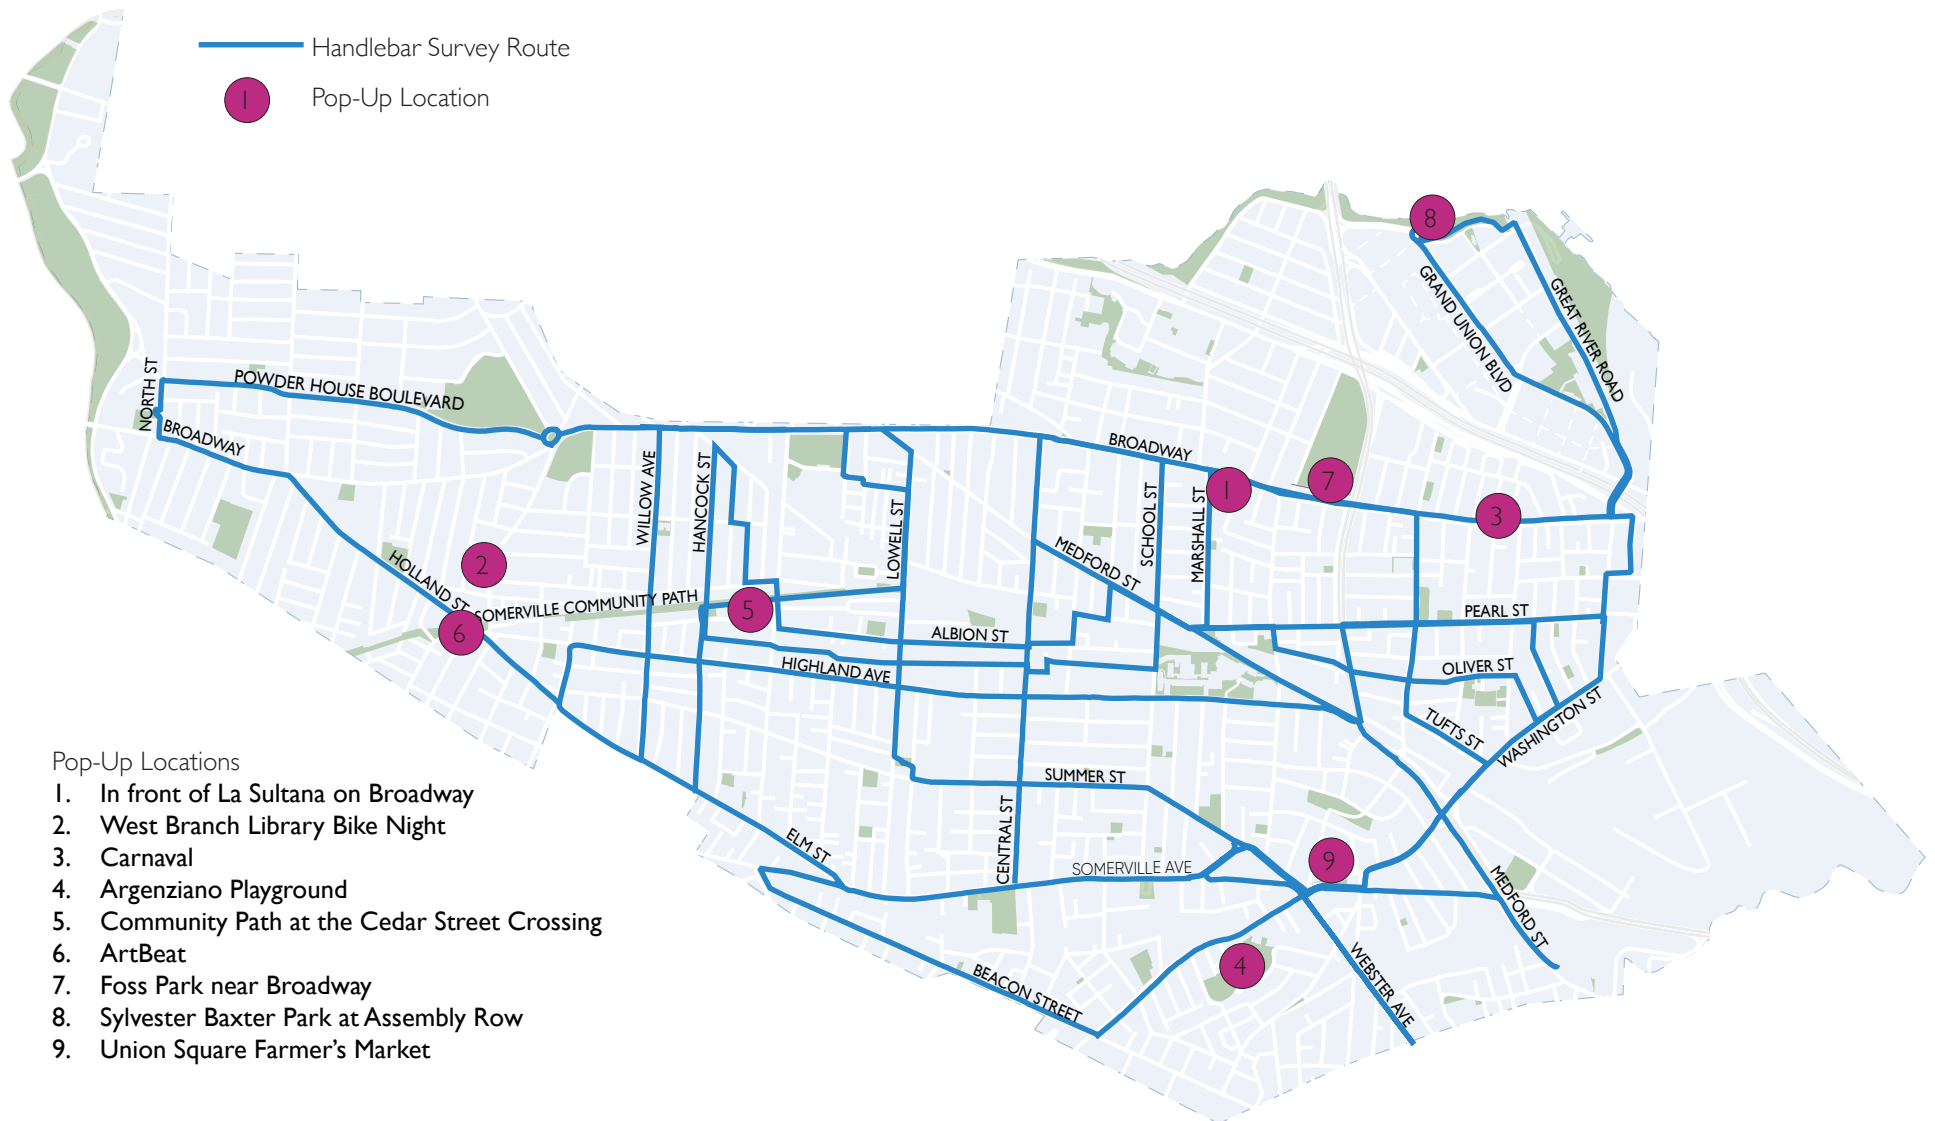 Handlebar Survey Route
1
Pop-Up Location
8
GRAND UNION BLVD
GREAT RIVER ROAD
NORTH ST
POWDER HOUSE BOULEVARD
BROADWAY
BROADWAY
WILLOW AVE
HANCOCK ST
LOWELL ST
SCHOOL ST
MARSHALL ST
1
7
3
MEDFORD ST
2
HOLLAND ST
SOMERVILLE COMMUNITY PATH
5
6
ALBION ST
PEARL ST
HIGHLAND AVE
OLIVER ST
TUFTS ST
WASHINGTON ST
SUMMER ST
CENTRAL ST
ELM ST
SOMERVILLE AVE
9
MEDFORD ST
4
WEBSTER AVE
BEACON STREET
Pop-Up Locations
1. In front of La Sultana on Broadway
2. West Branch Library Bike Night
3. Carnaval
4. Argenziano Playground
5. Community Path at the Cedar Street Crossing
6. ArtBeat
7. Foss Park near Broadway
8. Sylvester Baxter Park at Assembly Row
9. Union Square Farmer’s Market